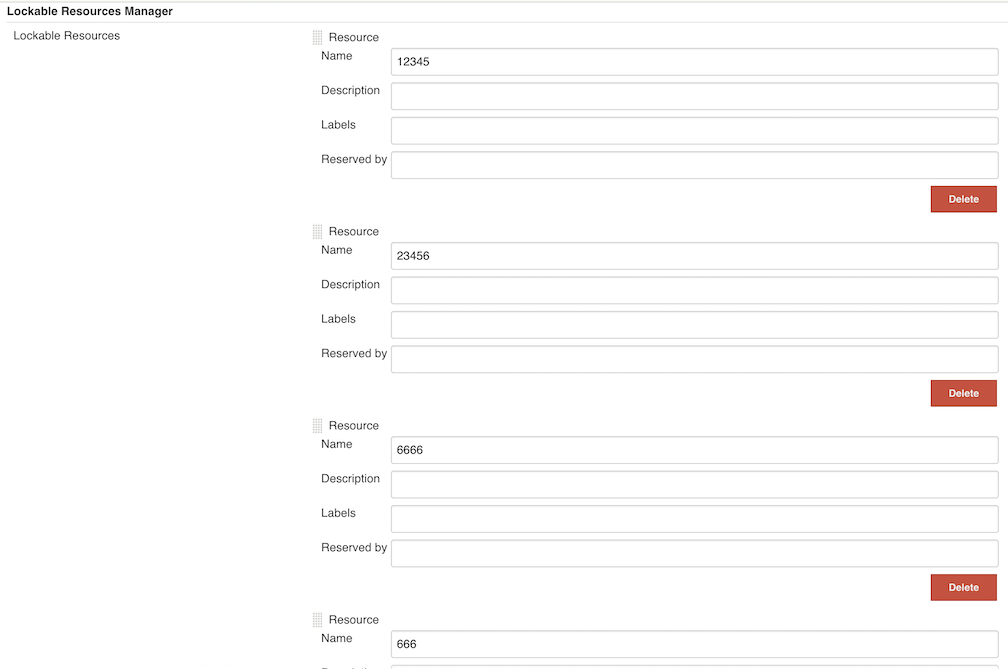 Lockable Resources Manager
Lockable Resources
Resource
Name
12345
Description
Labels
Reserved by
Delete
Resource
Name
23456
Description
Labels
Reserved by
Delete
Resource
Name
6666
Description
Labels
Reserved by
Delete
Resource
Name
666